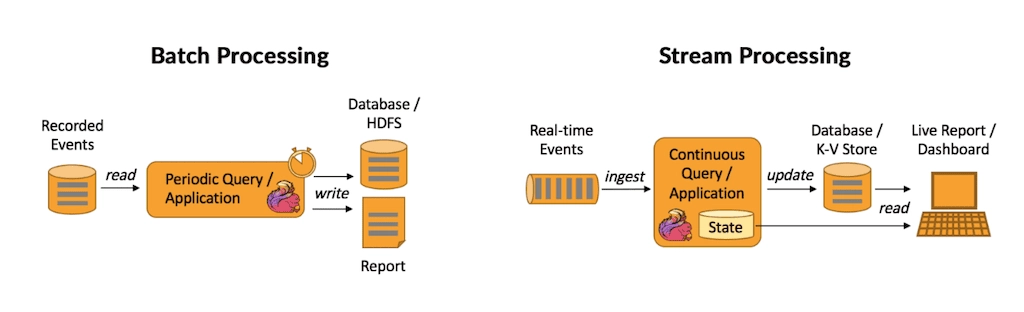 Batch Processing
Recorded
Events
read
Periodic Query /
Application
write
Database /
HDFS
Report
Stream Processing
Real-time
Events
ingest
Continuous
Query /
Application
State
update
Database /
K-V Store
read
Live Report /
Dashboard